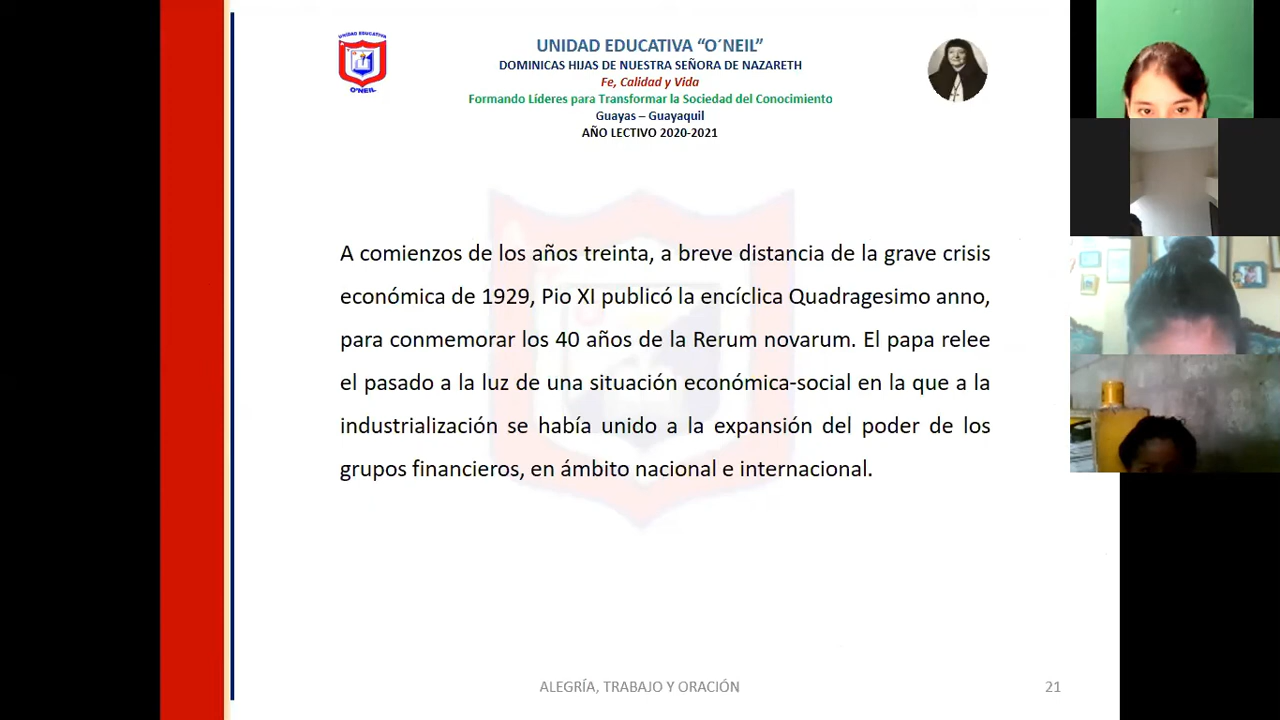 UNIDAD EDUCATIVA
O'NEIL
UNIDAD EDUCATIVA “O´NEIL”
DOMINICAS HIJAS DE NUESTRA SEÑORA DE NAZARETH
Fe, Calidad y Vida
Formando Líderes para Transformar la Sociedad del Conocimiento
Guayas – Guayaquil
AÑO LECTIVO 2020-2021
A comienzos de los años treinta, a breve distancia de la grave crisis
económica de 1929, Pio XI publicó la encíclica Quadragesimo anno,
para conmemorar los 40 años de la Rerum novarum. El papa relee
el pasado a la luz de una situación económica-social en la que a la
industrialización se había unido a la expansión del poder de los
grupos financieros, en ámbito nacional e internacional.
ALEGRÍA, TRABAJO Y ORACIÓN
21